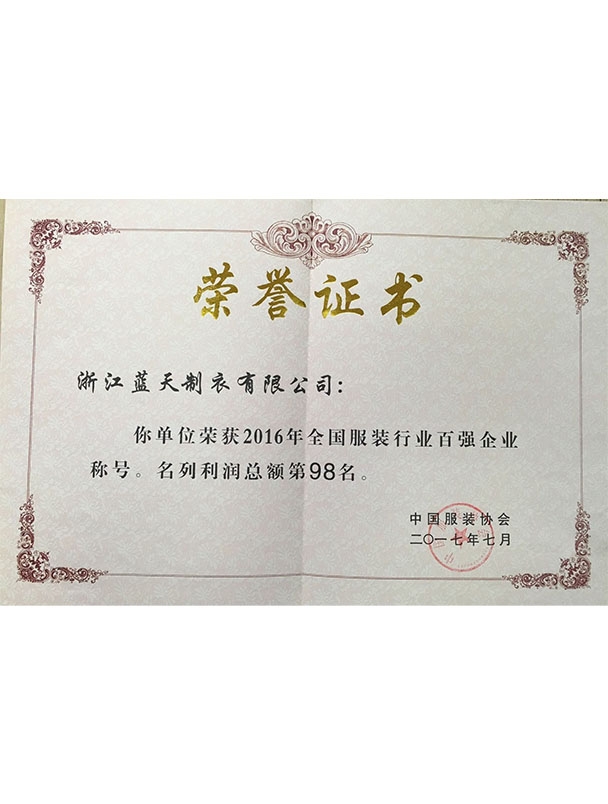 荣誉证书
浙江蓝天制衣有限公司：
你单位荣获2016年全国服装行业百强企业
称号。名列利润总额第98名。
中国服装协会
二〇一七年七月